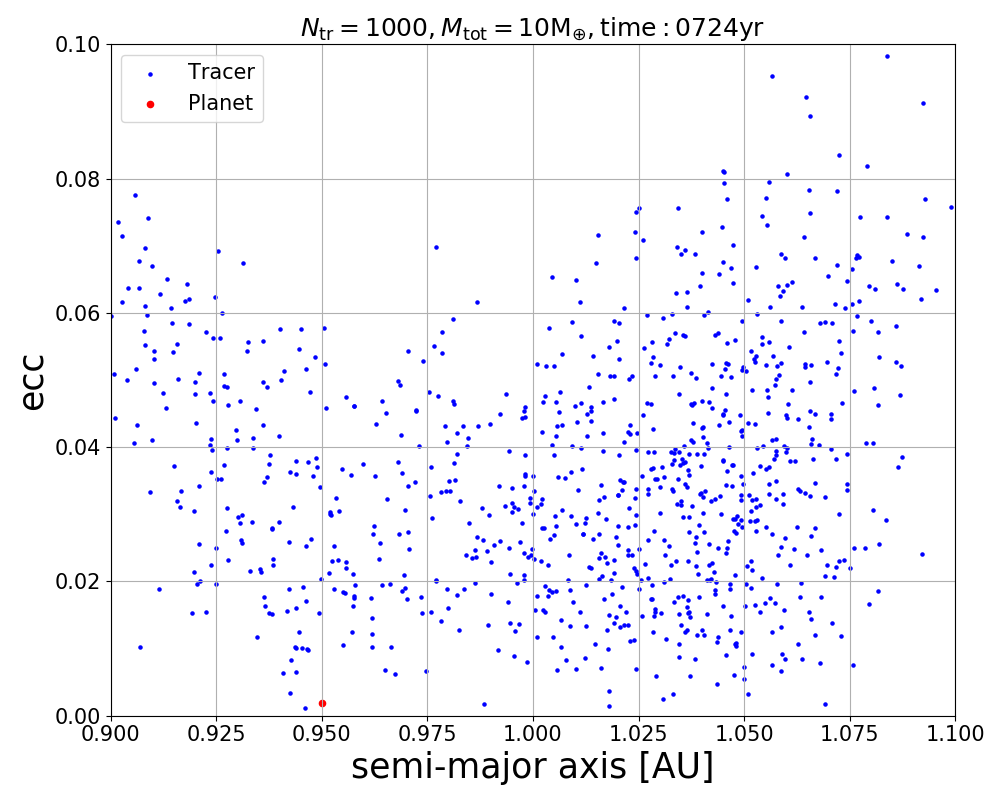 N_tr = 1000, M_tot = 10M_⊕, time : 0724yr
Tracer
Planet
ecc
0.10
0.08
0.06
0.04
0.02
0.00
0.900 0.925 0.950 0.975 1.000 1.025 1.050 1.075 1.100
semi-major axis [AU]